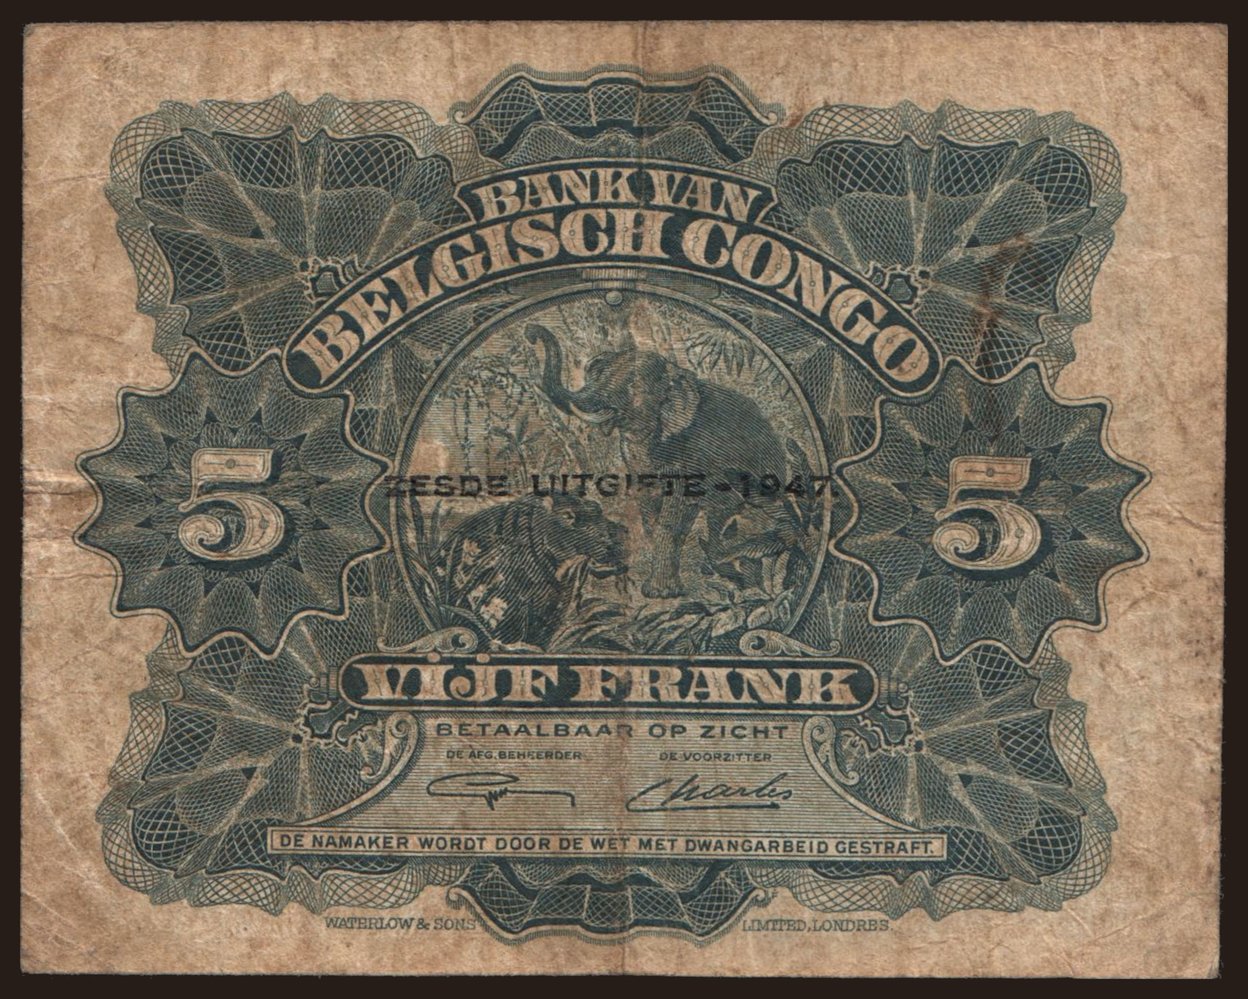 BANK VAN
BELGISCH CONGO
5
5
ZESDE UITGIFTE - 1947.
VIJF FRANK
BETAALBAAR OP ZICHT
DE AFG. BEHEERDER
DE VOORZITTER
Charles
DE NAMAKER WORDT DOOR DE WET MET DWANGARBEID GESTRAFT.
WATERLOW & SONS LIMITED, LONDRES.